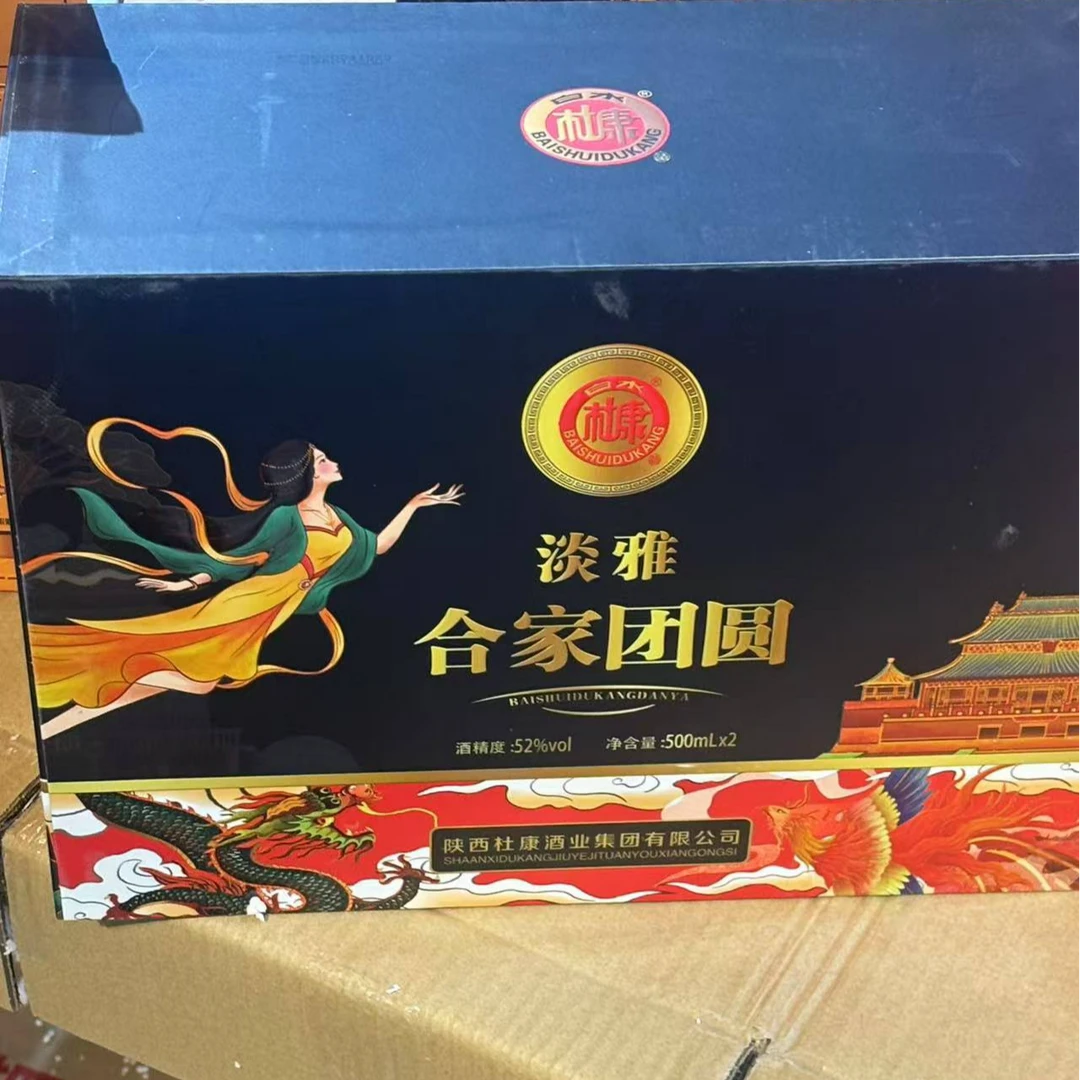 白水
®
杜康
BAISHUIDUKANG
白水
®
杜康
BAISHUIDUKANG
淡雅
合家团圆
BAISHUIDUKANGDANYA
酒精度:52%vol 净含量:500mLx2
陕西杜康酒业集团有限公司
SHAANXIDUKANGJIUYEJITUANYOUXIANGONGSI